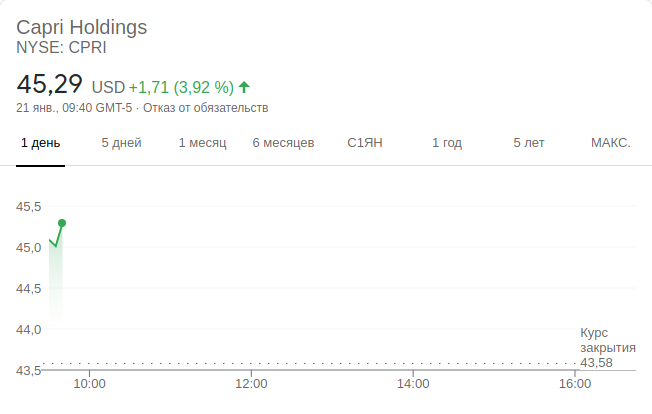 Capri Holdings
NYSE: CPRI
45,29 USD +1,71 (3,92 %)
21 янв., 09:40 GMT-5 · Отказ от обязательств
1 день 5 дней 1 месяц 6 месяцев С1ЯН 1 год 5 лет МАКС.
45,5
45,0
44,5
44,0
Курс
закрытия
43,58
43,5
10:00 12:00 14:00 16:00